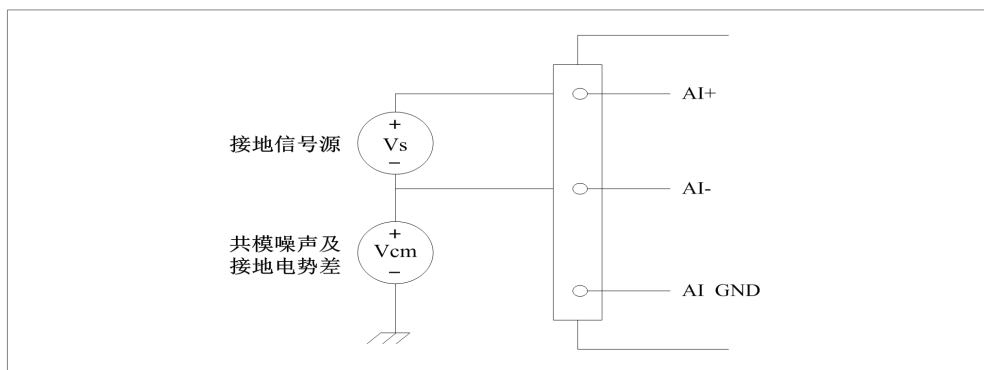 AI+
接地信号源
+
Vs
−
AI-
共模噪声及
接地电势差
+
Vcm
−
AI GND